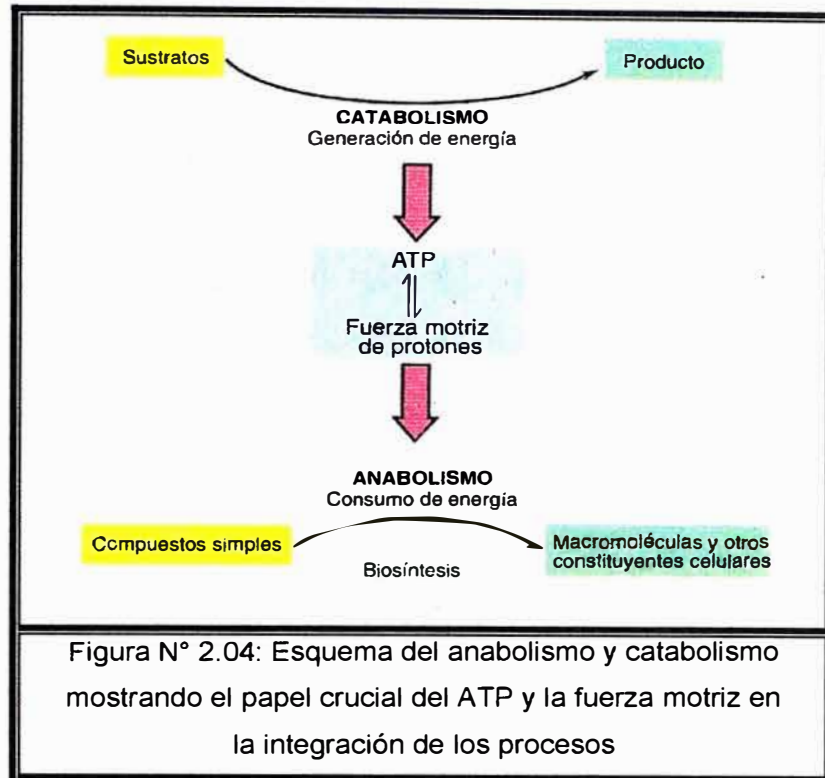 Sustratos
Producto
CATABOLISMO
Generación de energía
ATP
Fuerza motriz
de protones
ANABOLISMO
Consumo de energía
Ccmpuestos simples
Macromoléculas y otros
constituyentes celulares
Biosíntesis
Figura N° 2.04: Esquema del anabolismo y catabolismo
mostrando el papel crucial del ATP y la fuerza motriz en
la integración de los procesos